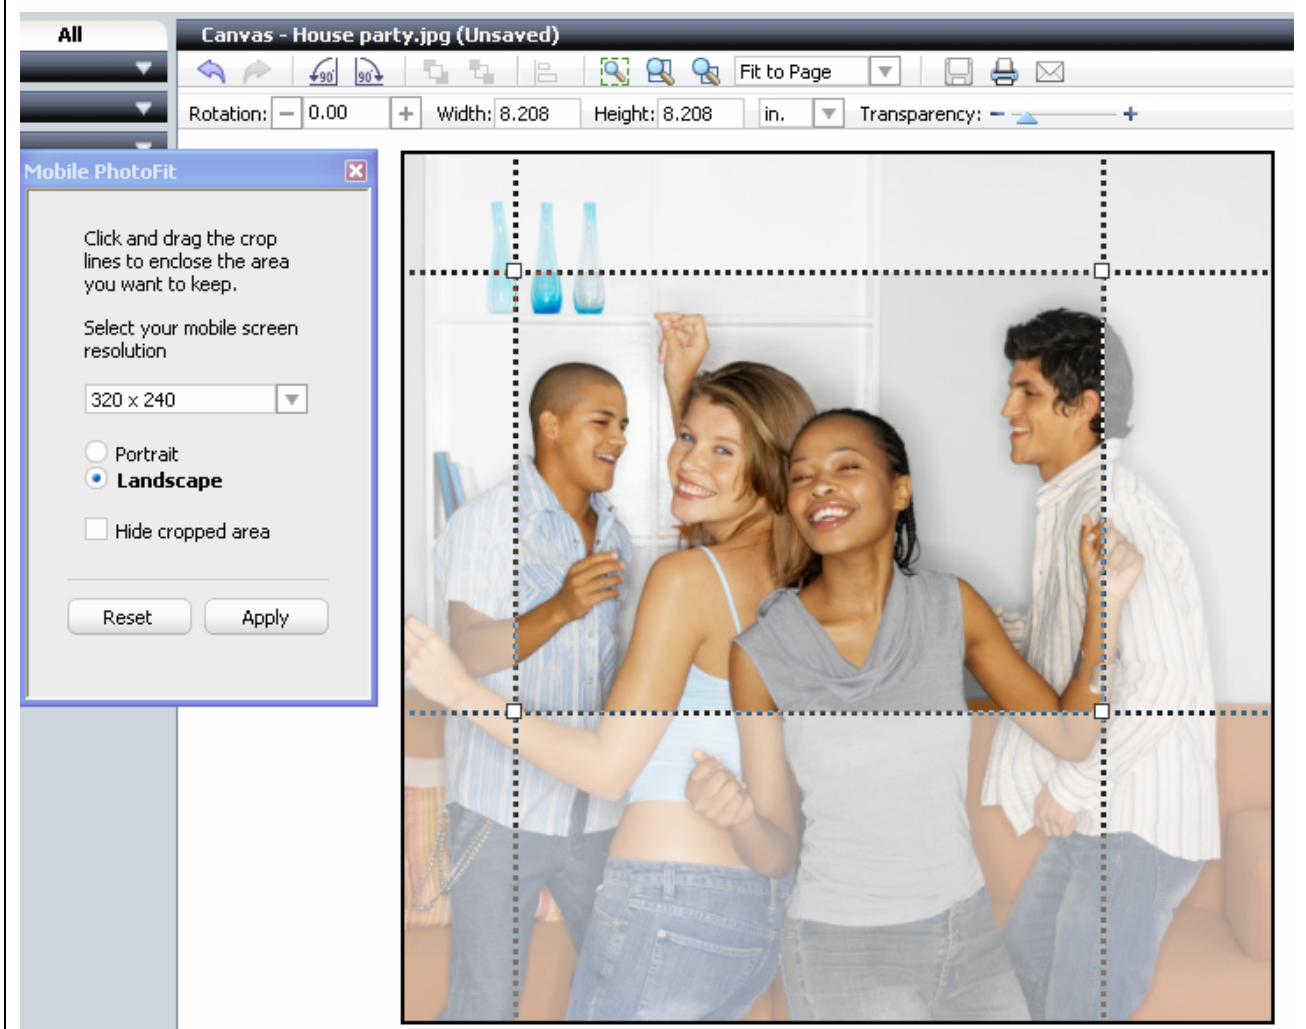 All
Canvas - House party.jpg (Unsaved)
90°
90°
Fit to Page
Rotation: − 0.00 + Width: 8.208 Height: 8.208 in. Transparency: - +
Mobile PhotoFit
Click and drag the crop
lines to enclose the area
you want to keep.
Select your mobile screen
resolution
320 x 240
Portrait
Landscape
Hide cropped area
Reset Apply